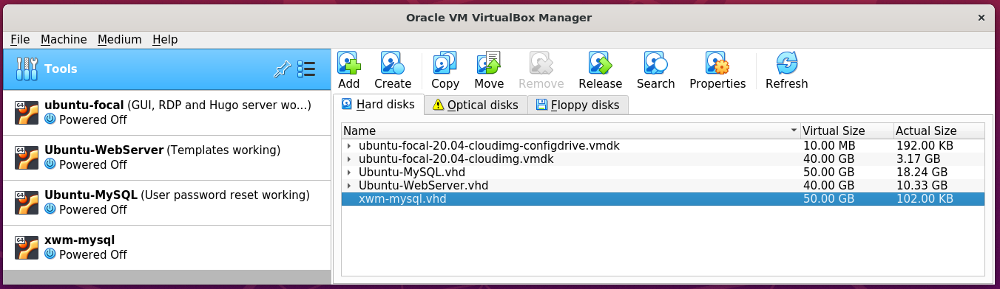 Oracle VM VirtualBox Manager
File Machine Medium Help
Tools
64 ubuntu-focal (GUI, RDP and Hugo server wo...)
Powered Off
64 Ubuntu-WebServer (Templates working)
Powered Off
64 Ubuntu-MySQL (User password reset working)
Powered Off
64 xwm-mysql
Powered Off
Add Create Copy Move Remove Release Search Properties Refresh
Hard disks Optical disks Floppy disks
Name Virtual Size Actual Size
ubuntu-focal-20.04-cloudimg-configdrive.vmdk 10.00 MB 192.00 KB
ubuntu-focal-20.04-cloudimg.vmdk 40.00 GB 3.17 GB
Ubuntu-MySQL.vhd 50.00 GB 18.24 GB
Ubuntu-WebServer.vhd 40.00 GB 10.33 GB
xwm-mysql.vhd 50.00 GB 102.00 KB